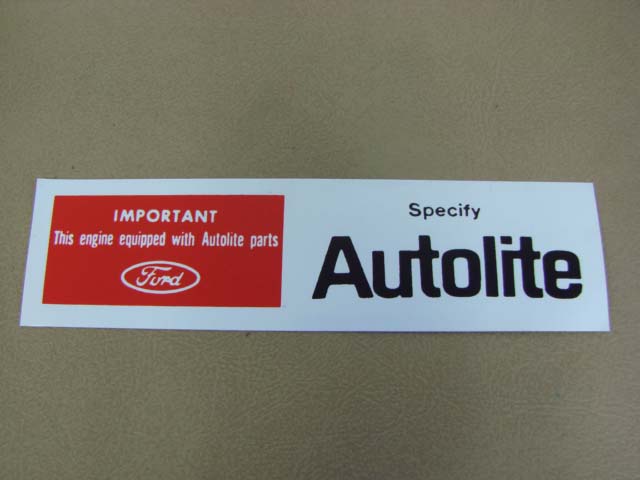 IMPORTANT
This engine equipped with Autolite parts
Ford
Specify
Autolite